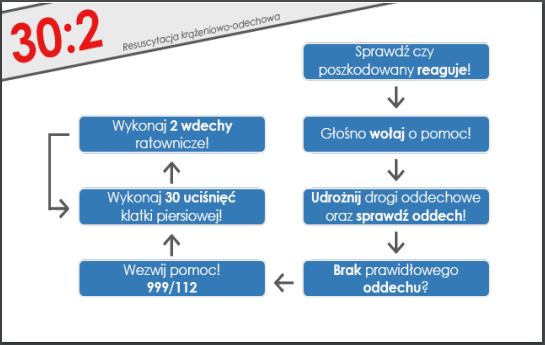 30:2
Resuscytacja krążeniowo-odechowa
Sprawdź czy
poszkodowany reaguje!
Głośno wołaj o pomoc!
Udrożnij drogi oddechowe
oraz sprawdź oddech!
Brak prawidłowego
oddechu?
Wezwij pomoc!
999/112
Wykonaj 30 uciśnięć
klatki piersiowej!
Wykonaj 2 wdechy
ratownicze!